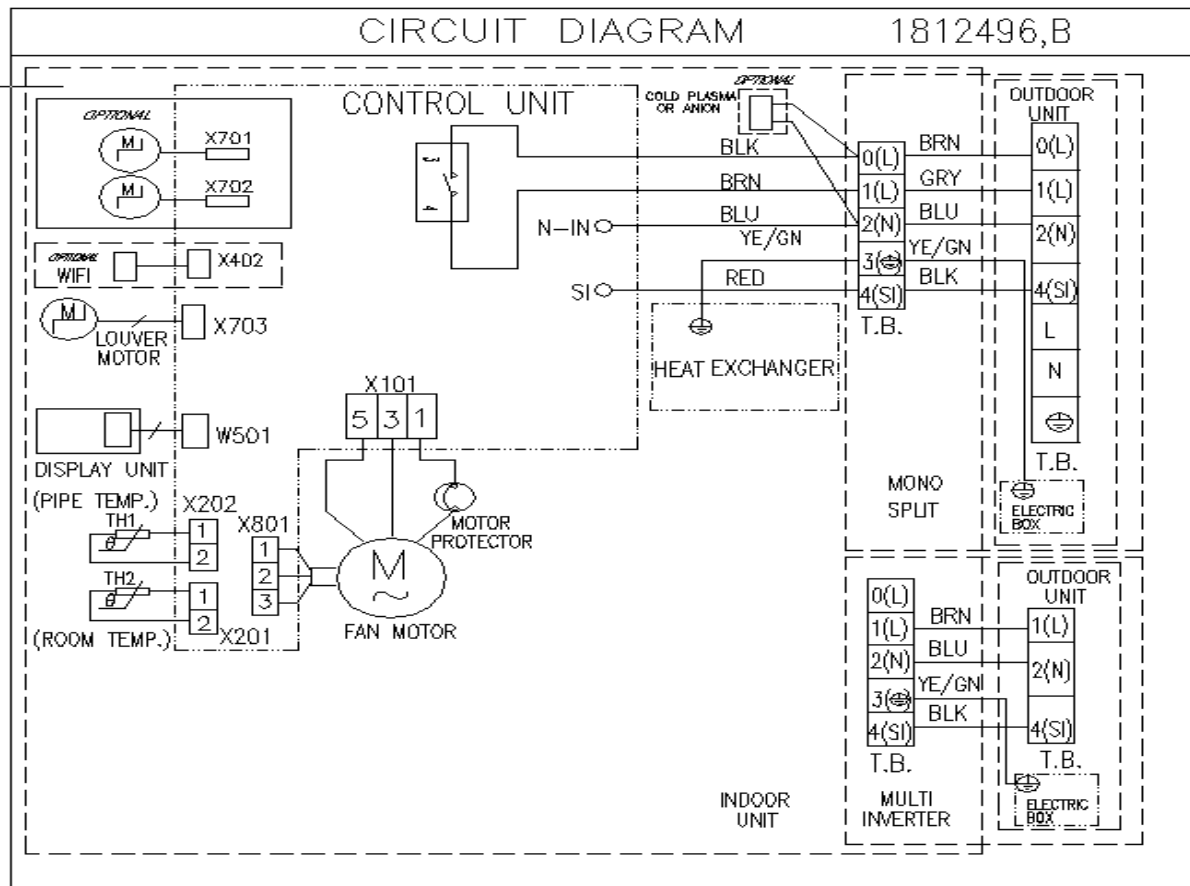 CIRCUIT DIAGRAM 1812496,B
OPTIONAL
M
X701
M
X702
OPTIONAL
WIFI
X402
M
LOUVER
MOTOR
X703
DISPLAY UNIT
W501
(PIPE TEMP.)
TH1
θ
X202
1
2
TH2
θ
1
2
(ROOM TEMP.)
X201
X801
1
2
3
CONTROL UNIT
3
4
N-IN
SI
X101
5 3 1
MOTOR
PROTECTOR
M
~
FAN MOTOR
OPTIONAL
COLD PLASMA
OR ANION
BLK
BRN
BLU
YE/GN
RED
HEAT EXCHANGER
0(L)
1(L)
2(N)
3(⏚)
4(SI)
T.B.
BRN
GRY
BLU
YE/GN
BLK
OUTDOOR
UNIT
0(L)
1(L)
2(N)
4(SI)
L
N
T.B.
MONO
SPLIT
ELECTRIC
BOX
0(L)
1(L)
2(N)
3(⏚)
4(SI)
T.B.
BRN
BLU
YE/GN
BLK
OUTDOOR
UNIT
1(L)
2(N)
4(SI)
T.B.
INDOOR
UNIT
MULTI
INVERTER
ELECTRIC
BOX